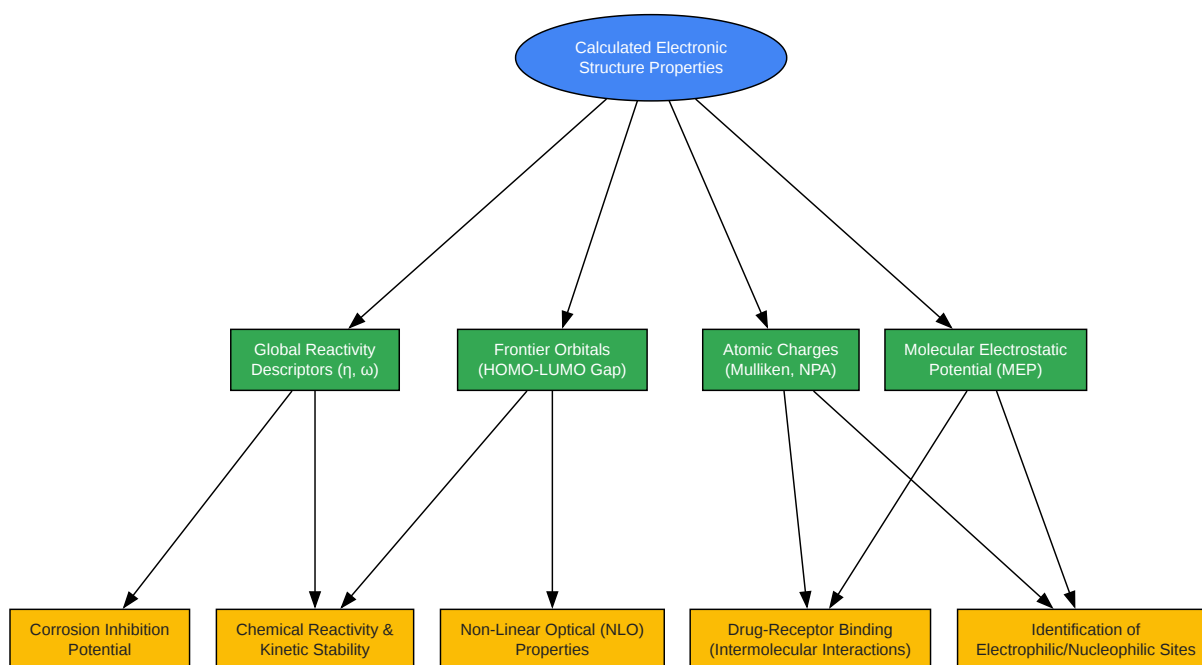 Calculated Electronic
Structure Properties
Global Reactivity
Descriptors (η, ω)
Frontier Orbitals
(HOMO-LUMO Gap)
Atomic Charges
(Mulliken, NPA)
Molecular Electrostatic
Potential (MEP)
Corrosion Inhibition
Potential
Chemical Reactivity &
Kinetic Stability
Non-Linear Optical (NLO)
Properties
Drug-Receptor Binding
(Intermolecular Interactions)
Identification of
Electrophilic/Nucleophilic Sites